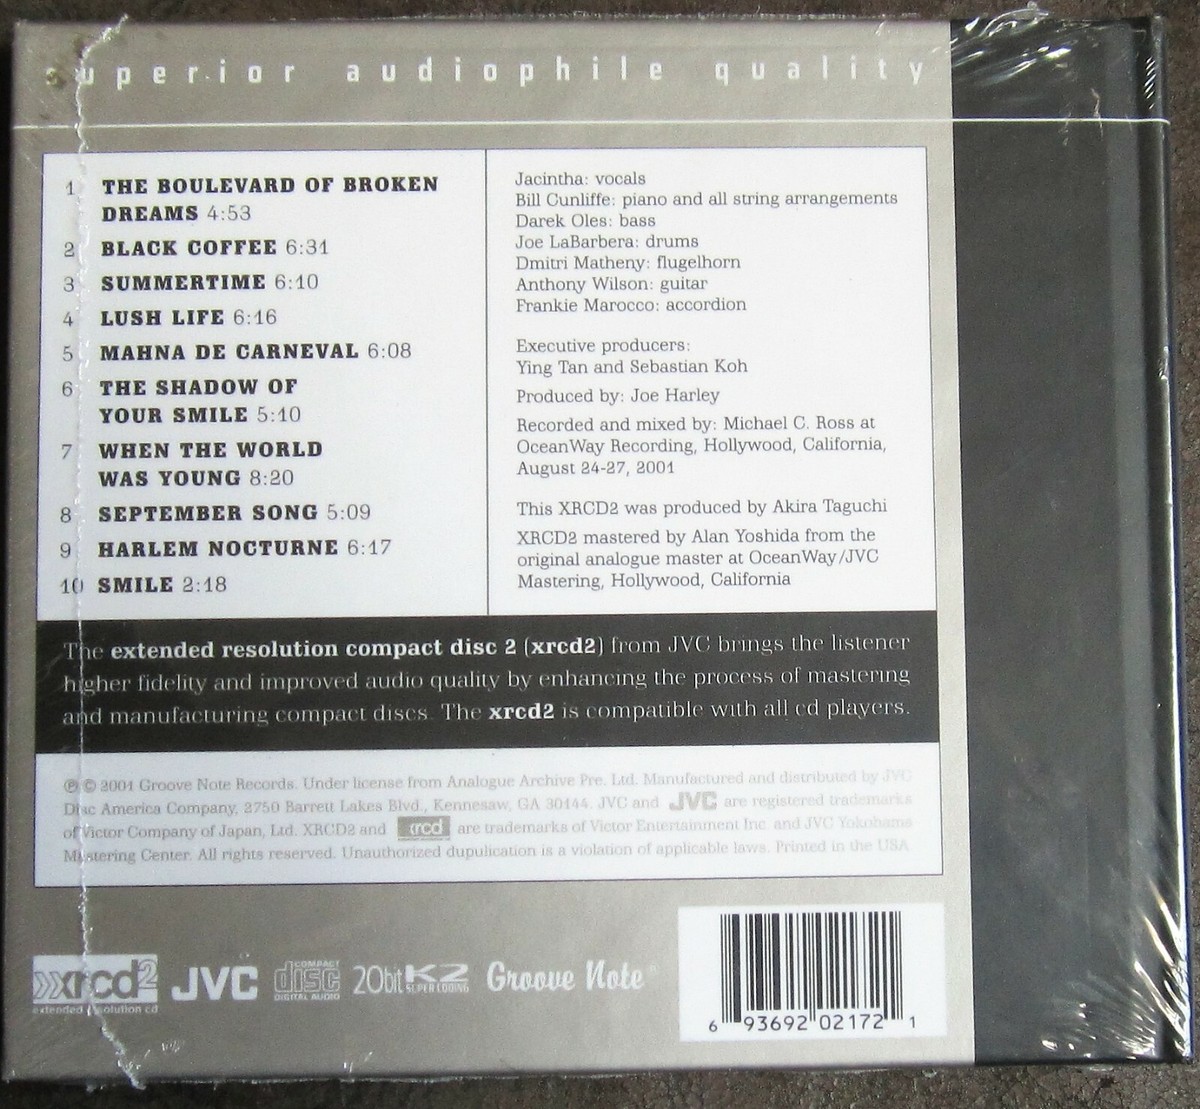 superior audiophile quality
1 THE BOULEVARD OF BROKEN
DREAMS 4:53
2 BLACK COFFEE 6:31
3 SUMMERTIME 6:10
4 LUSH LIFE 6:16
5 MAHNA DE CARNEVAL 6:08
6 THE SHADOW OF
YOUR SMILE 5:10
7 WHEN THE WORLD
WAS YOUNG 8:20
8 SEPTEMBER SONG 5:09
9 HARLEM NOCTURNE 6:17
10 SMILE 2:18
Jacintha: vocals
Bill Cunliffe: piano and all string arrangements
Darek Oles: bass
Joe LaBarbera: drums
Dmitri Matheny: flugelhorn
Anthony Wilson: guitar
Frankie Marocco: accordion
Executive producers:
Ying Tan and Sebastian Koh
Produced by: Joe Harley
Recorded and mixed by: Michael C. Ross at
OceanWay Recording, Hollywood, California,
August 24-27, 2001
This XRCD2 was produced by Akira Taguchi
XRCD2 mastered by Alan Yoshida from the
original analogue master at OceanWay/JVC
Mastering, Hollywood, California
The extended resolution compact disc 2 (xrcd2) from JVC brings the listener
higher fidelity and improved audio quality by enhancing the process of mastering
and manufacturing compact discs. The xrcd2 is compatible with all cd players.
℗ © 2001 Groove Note Records. Under license from Analogue Archive Pre. Ltd. Manufactured and distributed by JVC
Disc America Company, 2750 Barrett Lakes Blvd., Kennesaw, GA 30144. JVC and JVC are registered trademarks
of Victor Company of Japan, Ltd. XRCD2 and xrcd are trademarks of Victor Entertainment Inc. and JVC Yokohama
Mastering Center. All rights reserved. Unauthorized dupulication is a violation of applicable laws. Printed in the USA
xrcd2 JVC COMPACT disc DIGITAL AUDIO 20bit K2 SUPER CODING Groove Note
extended resolution cd
6 93692 02172 1